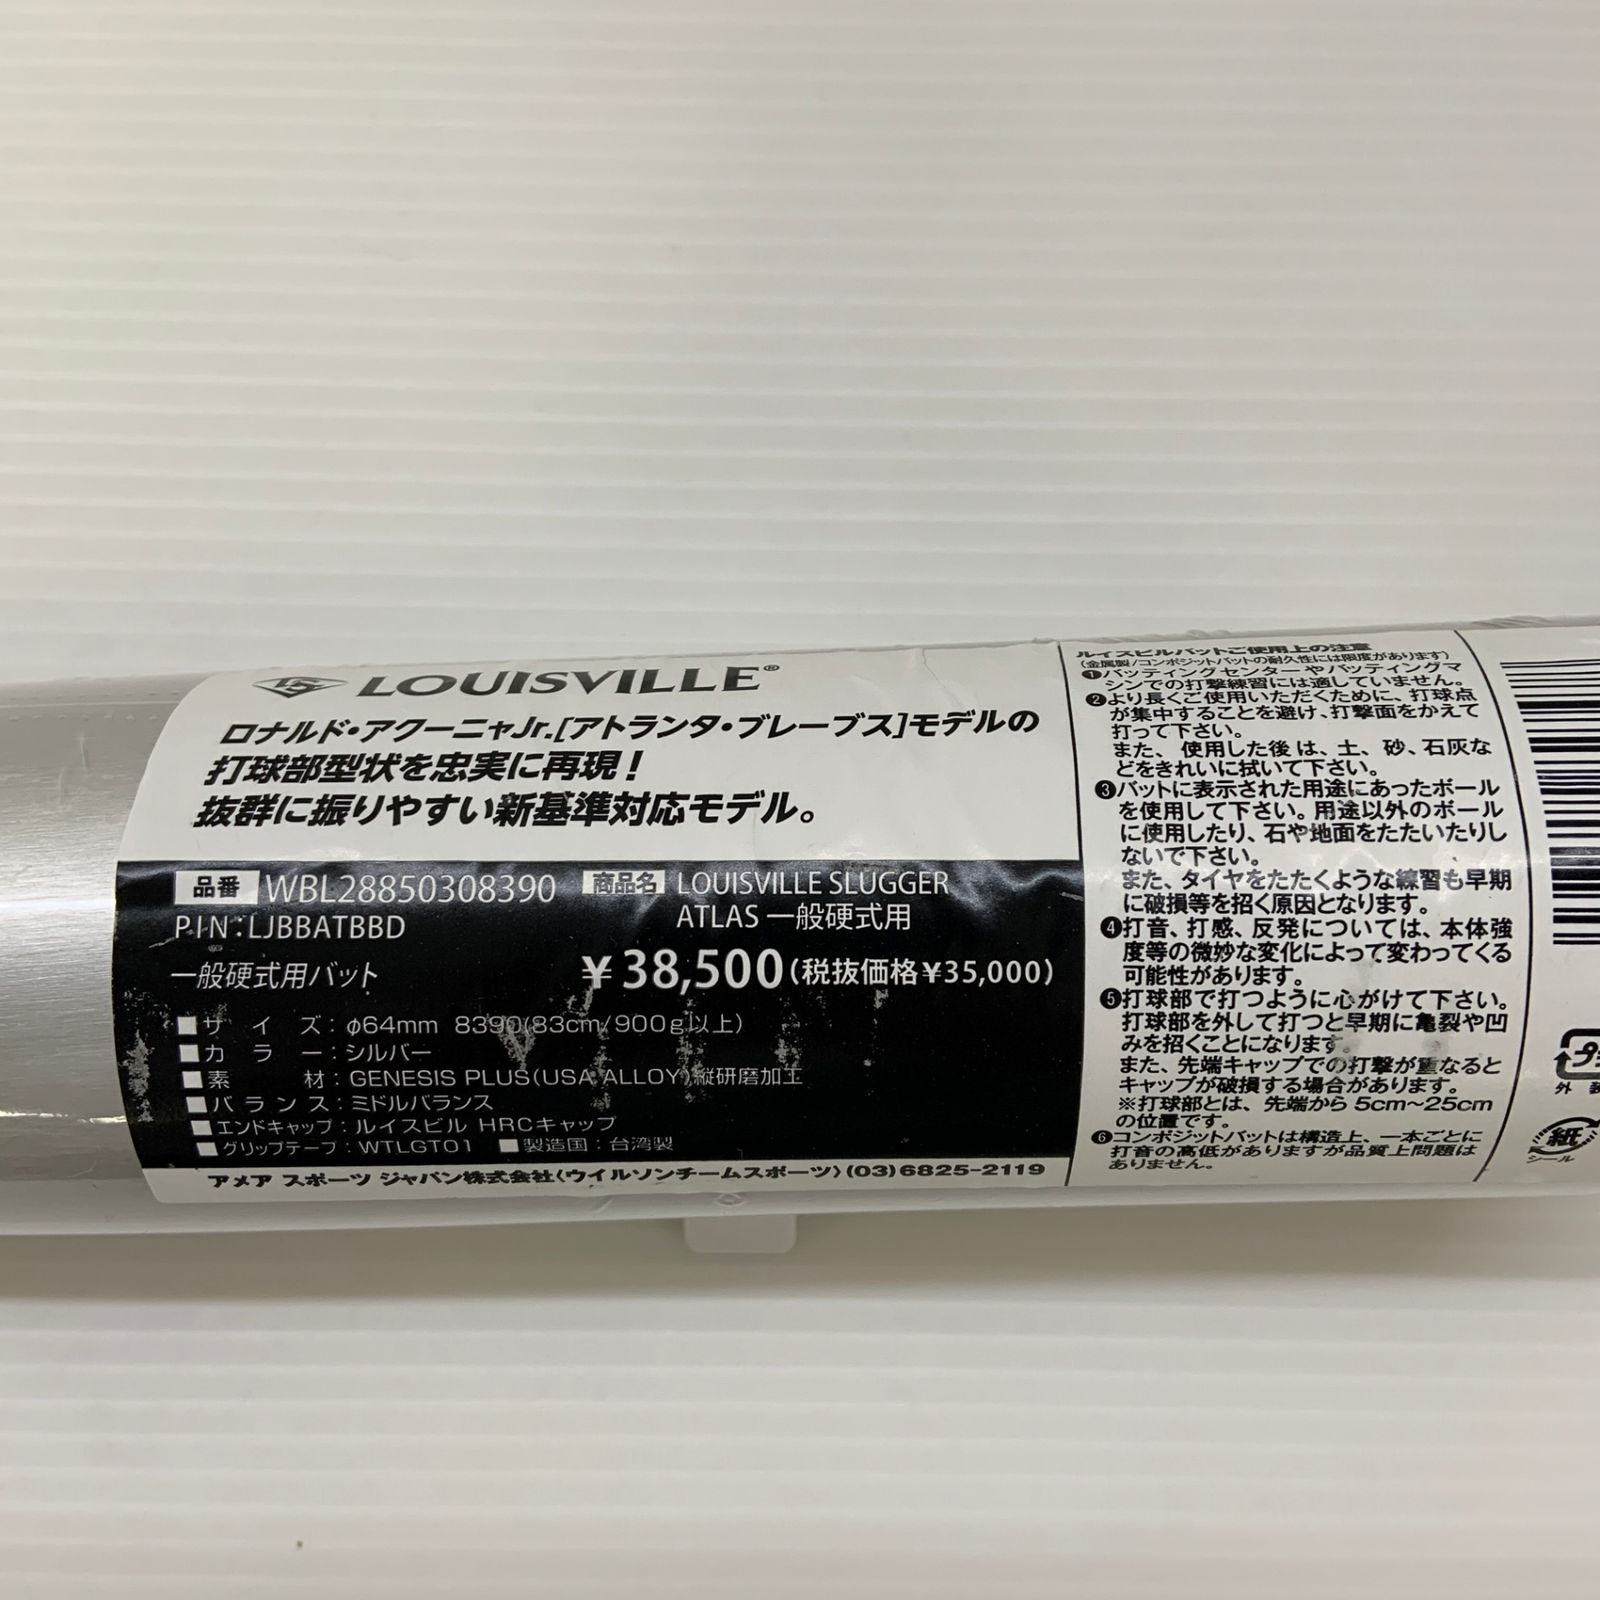 LS LOUISVILLE®
ロナルド・アクーニャJr.[アトランタ・ブレーブス]モデルの
打球部型状を忠実に再現！
抜群に振りやすい新基準対応モデル。
品番 WBL28850308390
PIN:LJBBATBBD
商品名 LOUISVILLE SLUGGER
ATLAS 一般硬式用
一般硬式用バット
￥38,500(税抜価格￥35,000)
■サイズ：φ64mm 8390(83cm/900g以上)
■カラー：シルバー
■素材：GENESIS PLUS(USA ALLOY)縦研磨加工
■バランス：ミドルバランス
■エンドキャップ：ルイスビル HRCキャップ
■グリップテープ：WTLGT01 ■製造国：台湾製
アメア スポーツ ジャパン株式会社(ウイルソンチームスポーツ)(03)6825-2119
ルイスビルバットご使用上の注意
(金属製/コンポジットバットの耐久性には限度があります)
❶バッティングセンターやバッティングマ
シンでの打撃練習には適していません。
❷より長くご使用いただくために、打球点
が集中することを避け、打撃面をかえて
打って下さい。
また、使用した後は、土、砂、石灰な
どをきれいに拭いて下さい。
❸バットに表示された用途にあったボール
を使用して下さい。用途以外のボール
に使用したり、石や地面をたたいたりし
ないで下さい。
また、タイヤをたたくような練習も早期
に破損等を招く原因となります。
❹打音、打感、反発については、本体強
度等の微妙な変化によって変わってくる
可能性があります。
❺打球部で打つように心がけて下さい。
打球部を外して打つと早期に亀裂や凹
みを招くことになります。
また、先端キャップでの打撃が重なると
キャップが破損する場合があります。
※打球部とは、先端から5cm〜25cm
の位置です。
❻コンポジットバットは構造上、一本ごとに
打音の高低がありますが品質上問題は
ありません。
プラ
外装
紙
シール